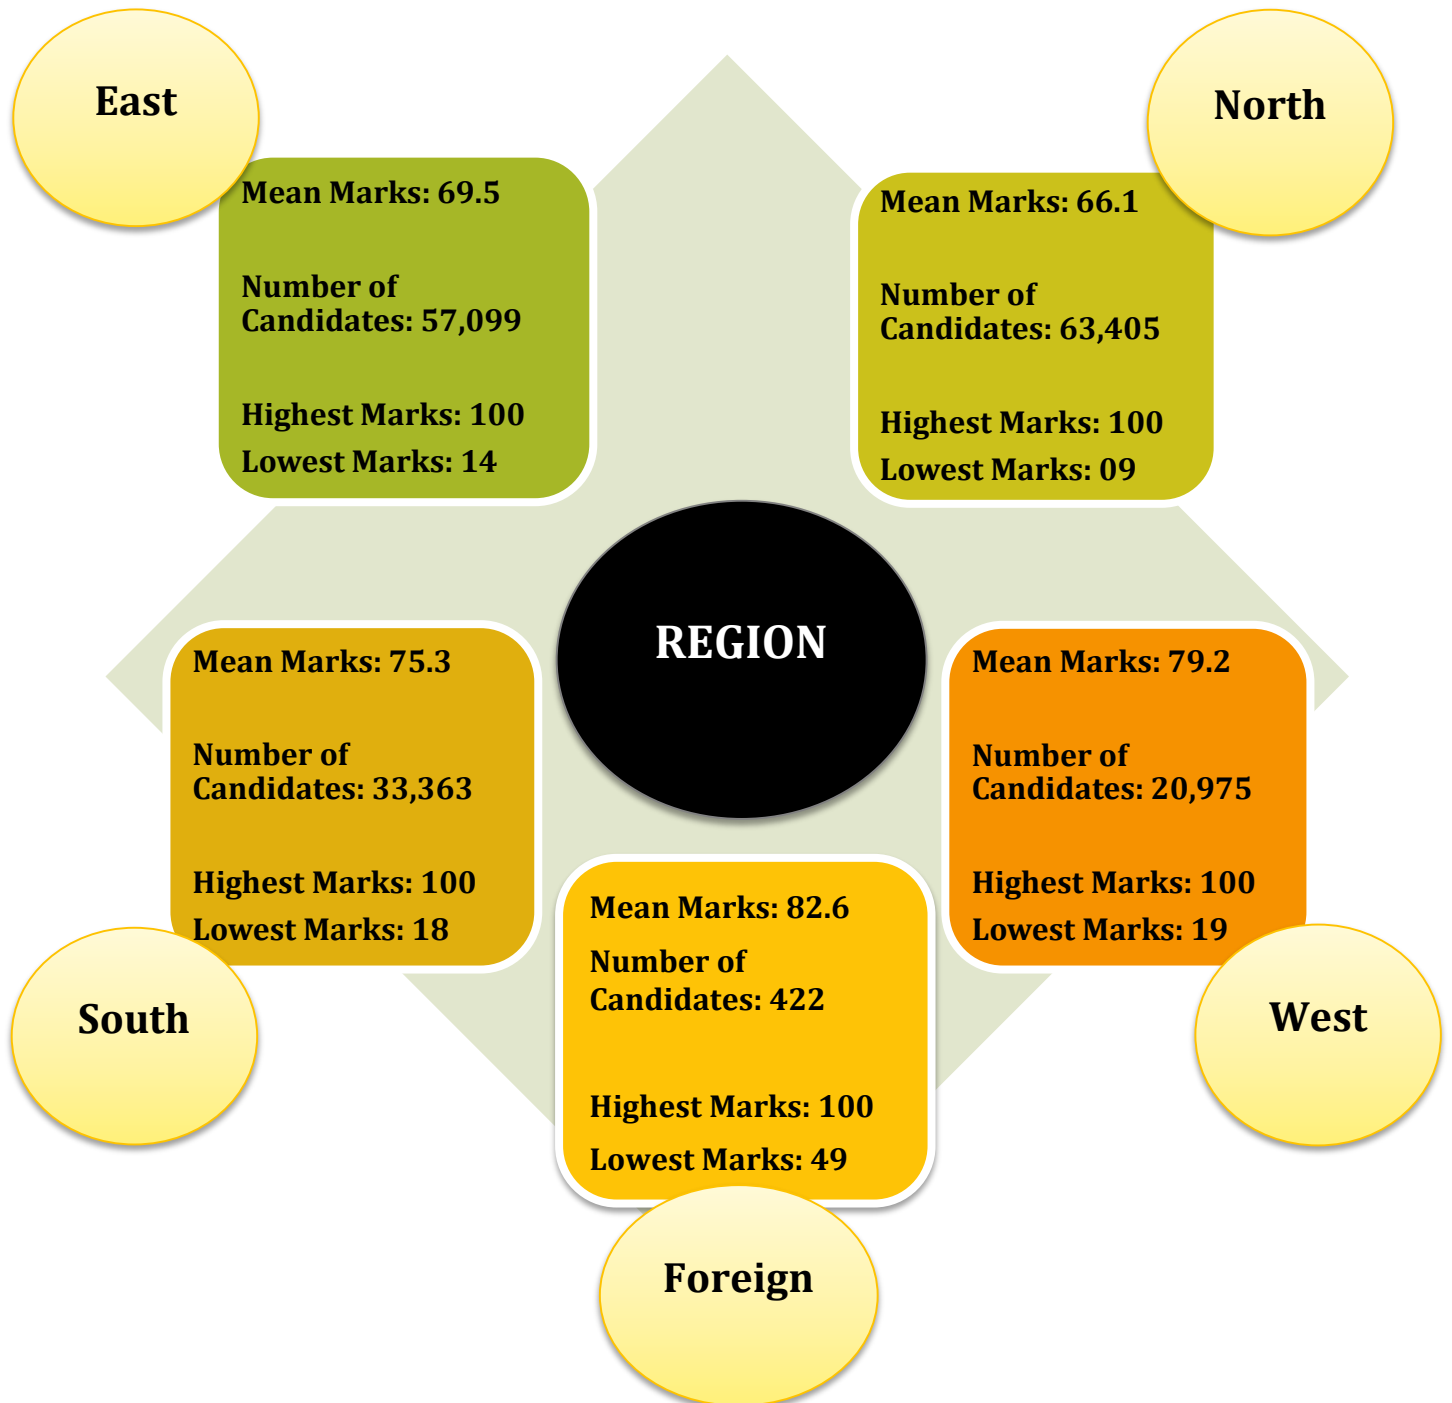 East
Mean Marks: 69.5
Number of
Candidates: 57,099
Highest Marks: 100
Lowest Marks: 14
North
Mean Marks: 66.1
Number of
Candidates: 63,405
Highest Marks: 100
Lowest Marks: 09
REGION
Mean Marks: 75.3
Number of
Candidates: 33,363
Highest Marks: 100
Lowest Marks: 18
South
Mean Marks: 79.2
Number of
Candidates: 20,975
Highest Marks: 100
Lowest Marks: 19
West
Mean Marks: 82.6
Number of
Candidates: 422
Highest Marks: 100
Lowest Marks: 49
Foreign